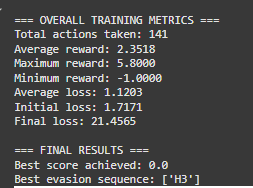 === OVERALL TRAINING METRICS ===
Total actions taken: 141
Average reward: 2.3518
Maximum reward: 5.8000
Minimum reward: -1.0000
Average loss: 1.1203
Initial loss: 1.7171
Final loss: 21.4565

=== FINAL RESULTS ===
Best score achieved: 0.0
Best evasion sequence: ['H3']